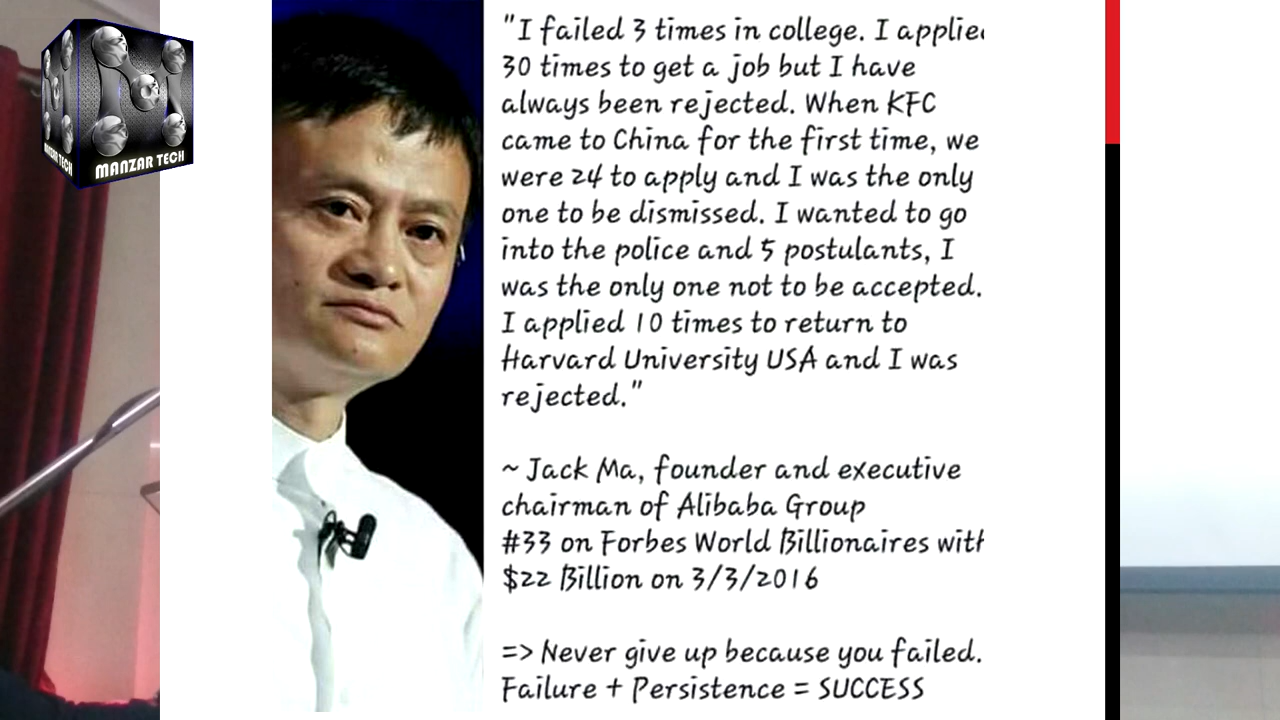 "I failed 3 times in college. I applied
30 times to get a job but I have
always been rejected. When KFC
came to China for the first time, we
were 24 to apply and I was the only
one to be dismissed. I wanted to go
into the police and 5 postulants, I
was the only one not to be accepted.
I applied 10 times to return to
Harvard University USA and I was
rejected."
~ Jack Ma, founder and executive
chairman of Alibaba Group
#33 on Forbes World Billionaires with
$22 Billion on 3/3/2016
=> Never give up because you failed.
Failure + Persistence = SUCCESS
MANZAR TECH
MANZAR TECH